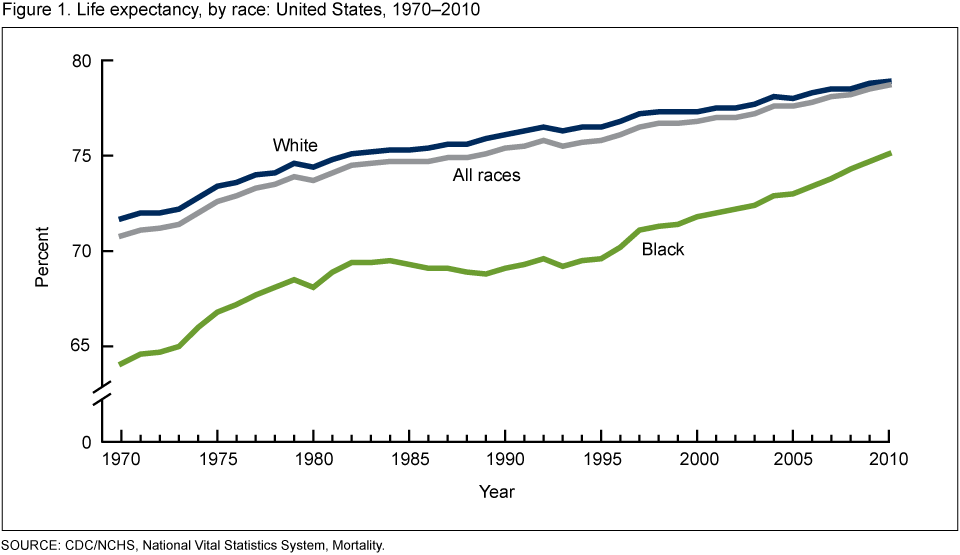 Figure 1. Life expectancy, by race: United States, 1970–2010
80
White
75
All races
70
Black
Percent
65
0
1970 1975 1980 1985 1990 1995 2000 2005 2010
Year
SOURCE: CDC/NCHS, National Vital Statistics System, Mortality.